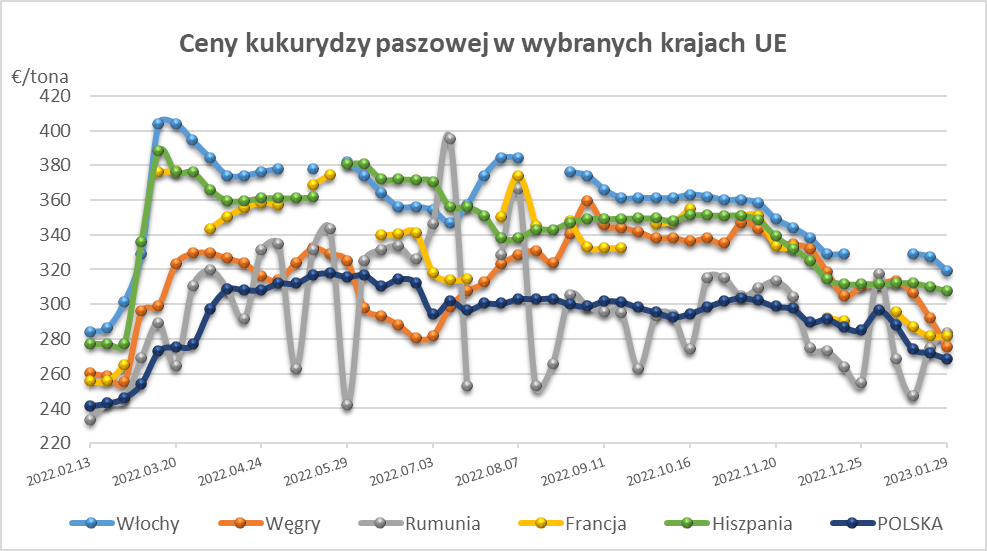 Ceny kukurydzy paszowej w wybranych krajach UE
€/tona
420
400
380
360
340
320
300
280
260
240
220
2022.02.13 2022.03.20 2022.04.24 2022.05.29 2022.07.03 2022.08.07 2022.09.11 2022.10.16 2022.11.20 2022.12.25 2023.01.29
Włochy Węgry Rumunia Francja Hiszpania POLSKA